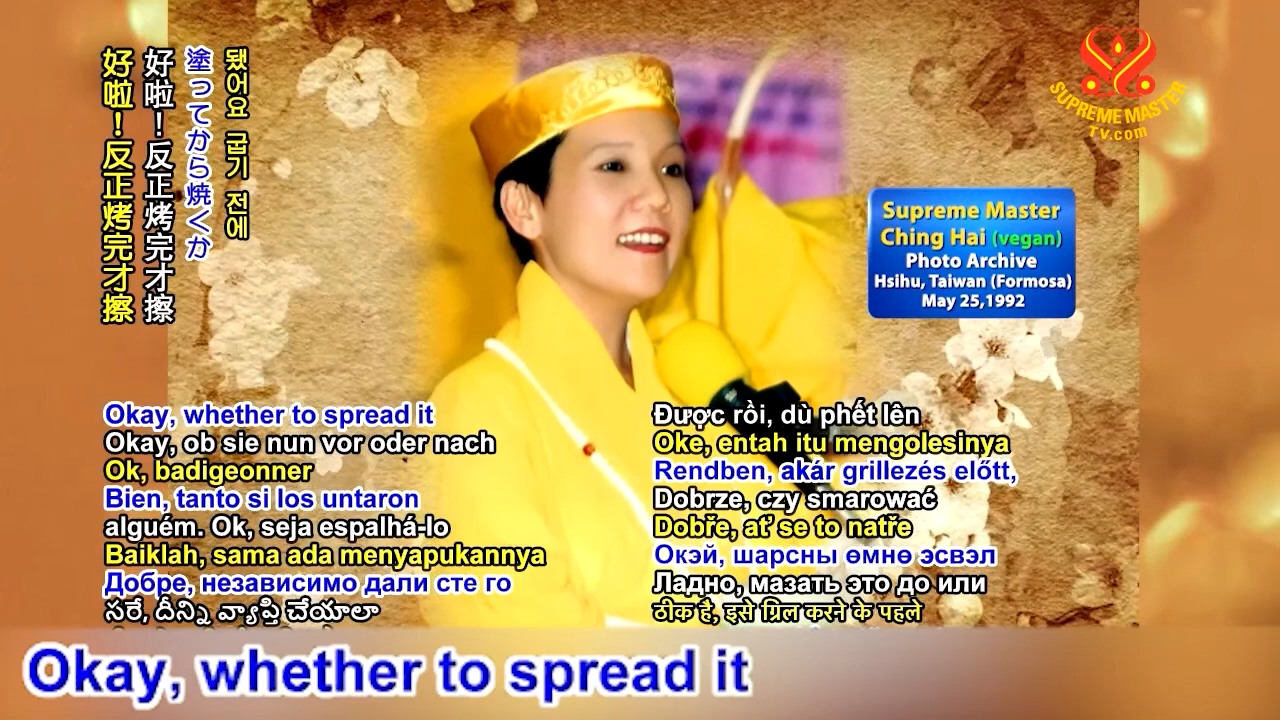 好啦！反正烤完才擦
好啦！反正烤完才擦
塗ってから焼くか
됐어요 굽기 전에
SUPREME MASTER
TV.com
Supreme Master
Ching Hai (vegan)
Photo Archive
Hsihu, Taiwan (Formosa)
May 25,1992
Okay, whether to spread it
Okay, ob sie nun vor oder nach
Ok, badigeonner
Bien, tanto si los untaron
alguém. Ok, seja espalhá-lo
Baiklah, sama ada menyapukannya
Добре, независимо дали сте го
సరే, దీన్ని వ్యాప్తి చేయాలా
Được rồi, dù phết lên
Oke, entah itu mengolesinya
Rendben, akár grillezés előtt,
Dobrze, czy smarować
Dobře, ať se to natře
Окэй, шарсны өмнө эсвэл
Ладно, мазать это до или
ठीक है, इसे ग्रिल करने के पहले
Okay, whether to spread it